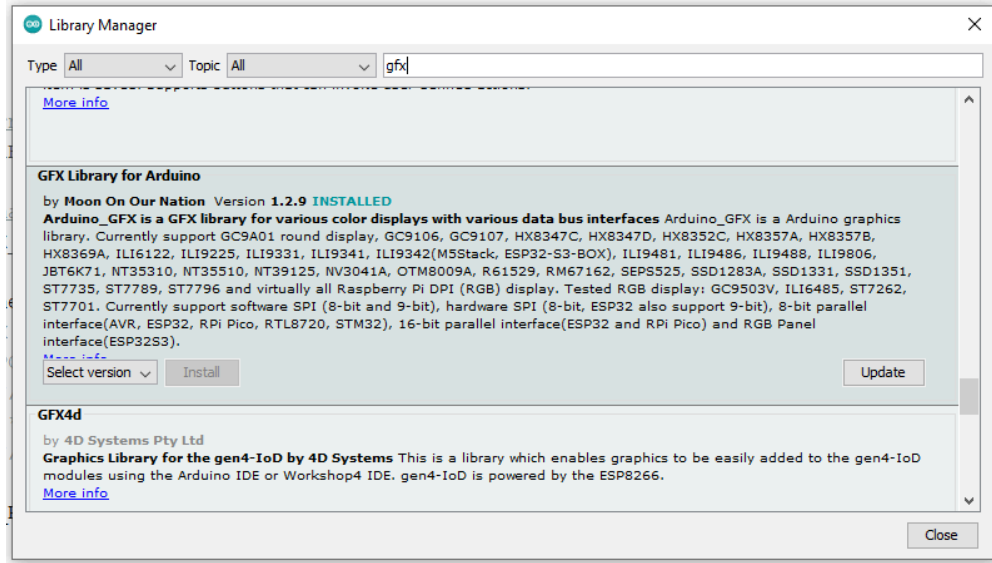 Library Manager
Type All Topic All gfx
More info
GFX Library for Arduino
by Moon On Our Nation Version 1.2.9 INSTALLED
Arduino_GFX is a GFX library for various color displays with various data bus interfaces Arduino_GFX is a Arduino graphics
library. Currently support GC9A01 round display, GC9106, GC9107, HX8347C, HX8347D, HX8352C, HX8357A, HX8357B,
HX8369A, ILI6122, ILI9225, ILI9331, ILI9341, ILI9342(M5Stack, ESP32-S3-BOX), ILI9481, ILI9486, ILI9488, ILI9806,
JBT6K71, NT35310, NT35510, NT39125, NV3041A, OTM8009A, R61529, RM67162, SEPS525, SSD1283A, SSD1331, SSD1351,
ST7735, ST7789, ST7796 and virtually all Raspberry Pi DPI (RGB) display. Tested RGB display: GC9503V, ILI6485, ST7262,
ST7701. Currently support software SPI (8-bit and 9-bit), hardware SPI (8-bit, ESP32 also support 9-bit), 8-bit parallel
interface(AVR, ESP32, RPi Pico, RTL8720, STM32), 16-bit parallel interface(ESP32 and RPi Pico) and RGB Panel
interface(ESP32S3).
More info
Select version Install Update
GFX4d
by 4D Systems Pty Ltd
Graphics Library for the gen4-IoD by 4D Systems This is a library which enables graphics to be easily added to the gen4-IoD
modules using the Arduino IDE or Workshop4 IDE. gen4-IoD is powered by the ESP8266.
More info
Close